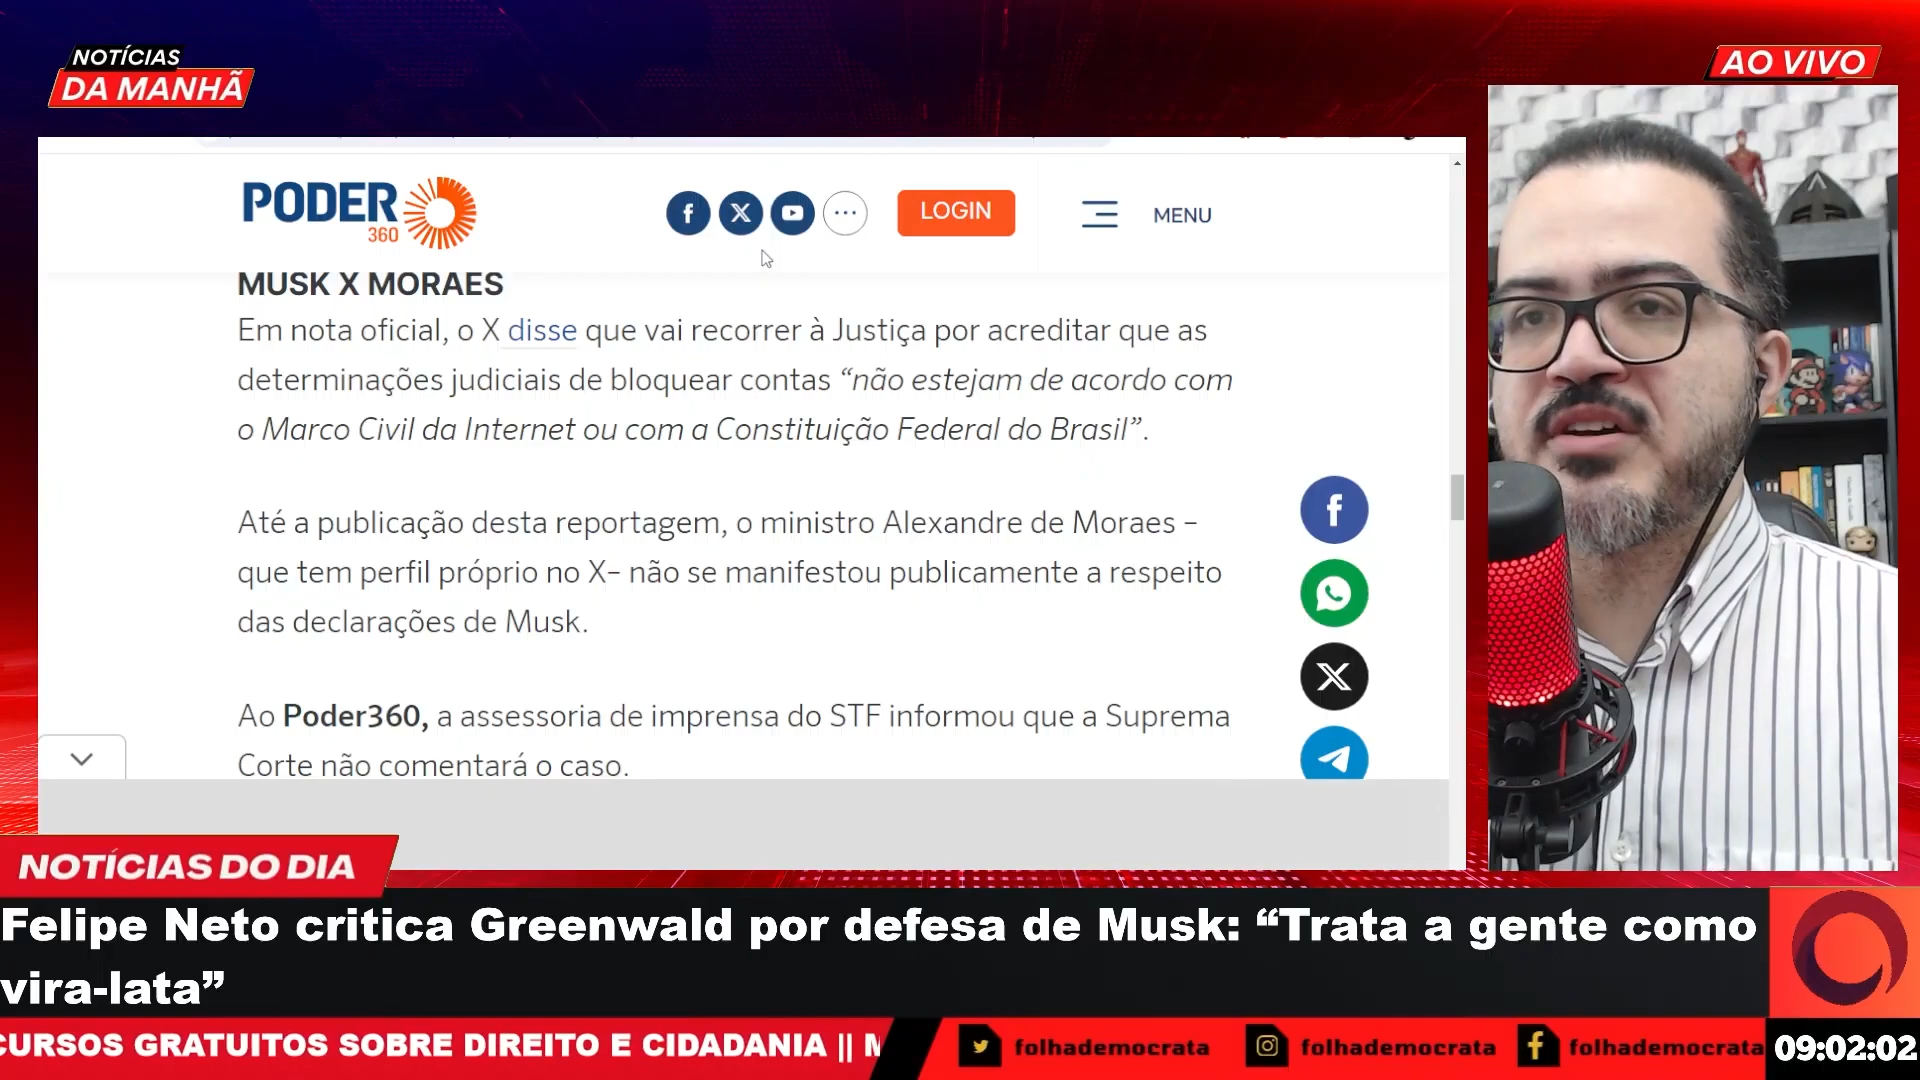 NOTÍCIAS
DA MANHÃ
AO VIVO
PODER
360
LOGIN
MENU
MUSK X MORAES
Em nota oficial, o X disse que vai recorrer à Justiça por acreditar que as
determinações judiciais de bloquear contas “não estejam de acordo com
o Marco Civil da Internet ou com a Constituição Federal do Brasil”.
Até a publicação desta reportagem, o ministro Alexandre de Moraes –
que tem perfil próprio no X– não se manifestou publicamente a respeito
das declarações de Musk.
Ao Poder360, a assessoria de imprensa do STF informou que a Suprema
Corte não comentará o caso.
NOTÍCIAS DO DIA
Felipe Neto critica Greenwald por defesa de Musk: “Trata a gente como
vira-lata”
CURSOS GRATUITOS SOBRE DIREITO E CIDADANIA ||
folhademocrata
folhademocrata
folhademocrata
09:02:02